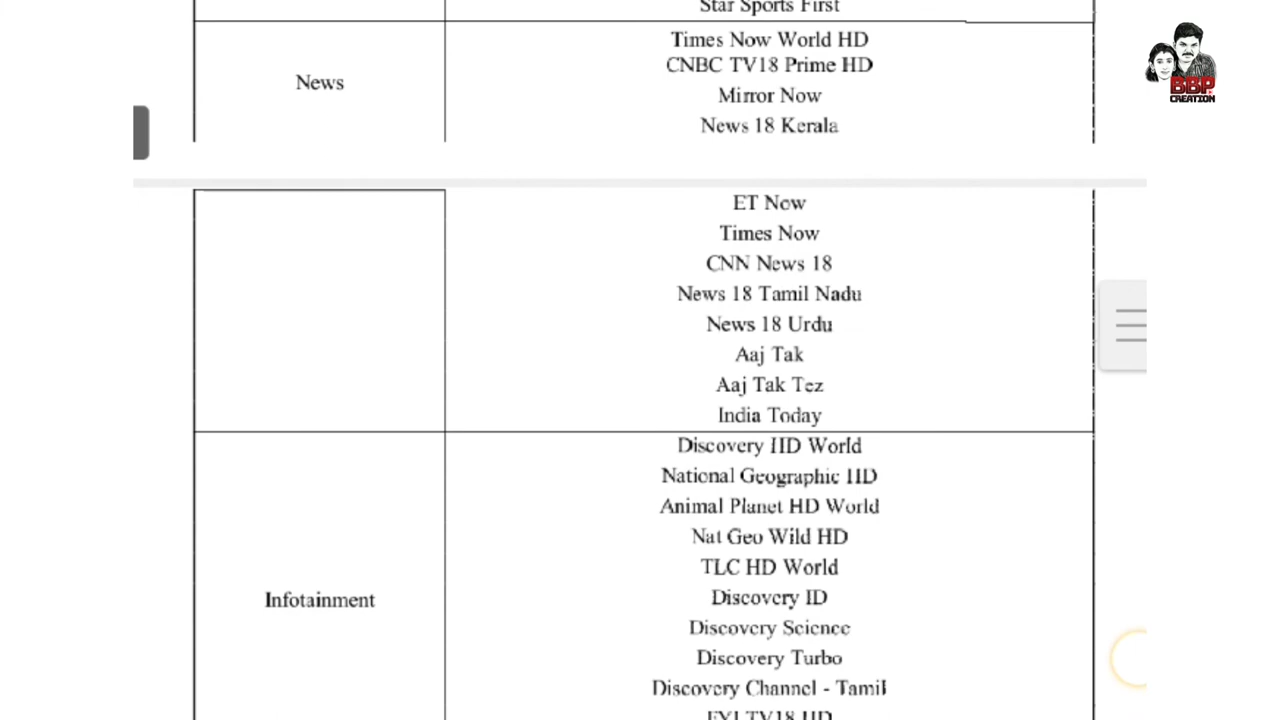 Star Sports First
Times Now World HD
CNBC TV18 Prime HD
News
Mirror Now
News 18 Kerala
ET Now
Times Now
CNN News 18
News 18 Tamil Nadu
News 18 Urdu
Aaj Tak
Aaj Tak Tez
India Today
Discovery HD World
National Geographic HD
Animal Planet HD World
Nat Geo Wild HD
TLC HD World
Discovery ID
Infotainment
Discovery Science
Discovery Turbo
Discovery Channel - Tamil
FYI TV18 HD
BBP
CREATION